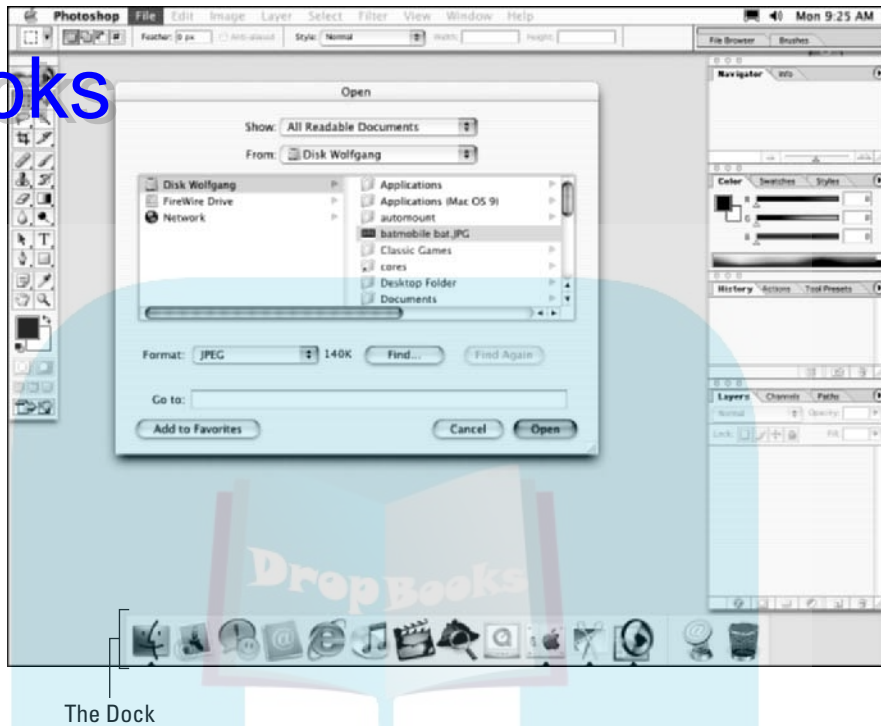 Photoshop File Edit Image Layer Select Filter View Window Help Mon 9:25 AM
Feather: 0 px Anti-aliased Style: Normal Width: Height: File Browser Brushes
oks
Navigator Info
Open
Show: All Readable Documents
From: Disk Wolfgang
Disk Wolfgang
FireWire Drive
Network
Applications
Applications (Mac OS 9)
automount
batmobile bat.JPG
Classic Games
cores
Desktop Folder
Documents
Format: JPEG 140K Find... Find Again
Go to:
Add to Favorites Cancel Open
Color Swatches Styles
R 0
G 0
B 0
History Actions Tool Presets
Layers Channels Paths
Normal Opacity:
Lock: Fill:
DropBooks
The Dock